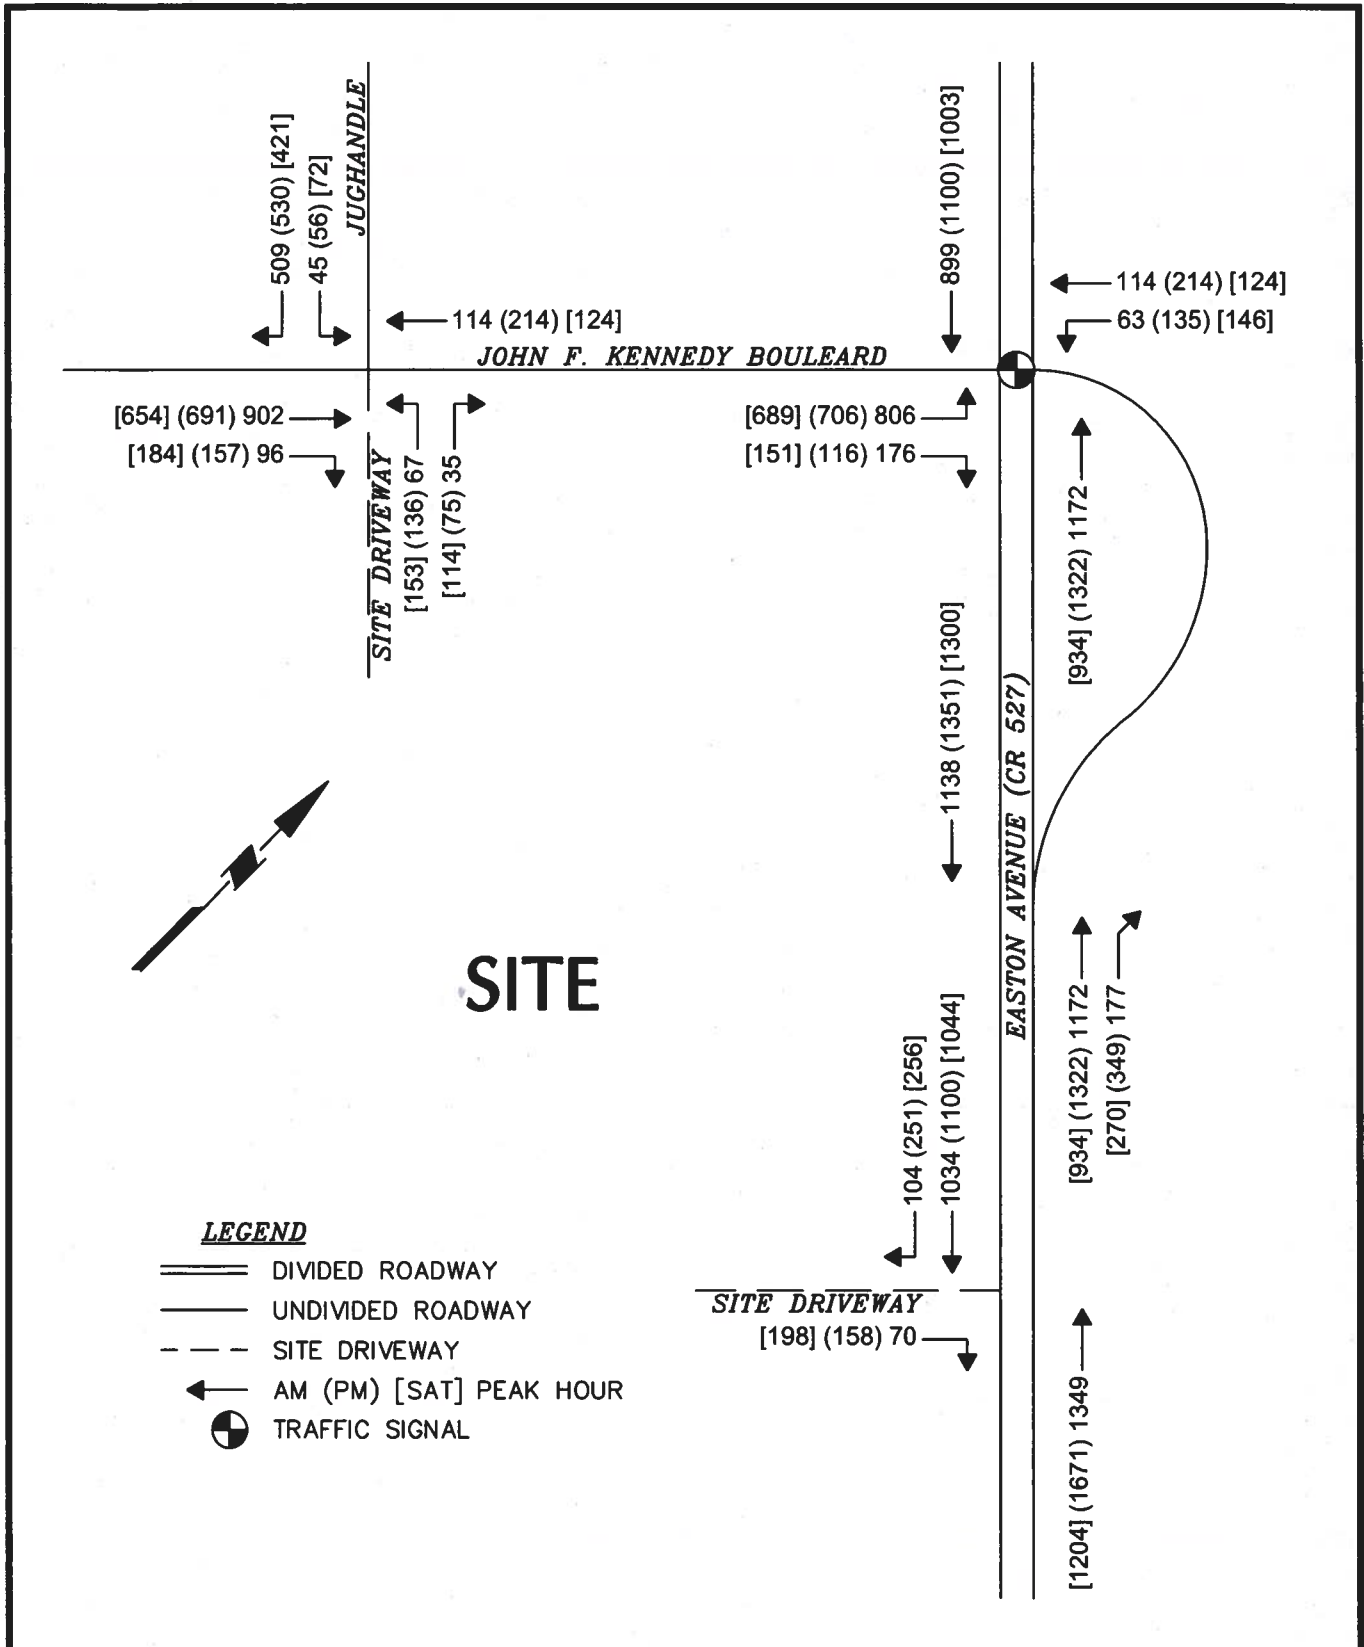 509 (530) [421]
45 (56) [72]
JUGHANDLE
899 (1100) [1003]
114 (214) [124]
63 (135) [146]
114 (214) [124]
JOHN F. KENNEDY BOULEARD
[654] (691) 902
[184] (157) 96
[689] (706) 806
[151] (116) 176
SITE DRIVEWAY
[153] (136) 67
[114] (75) 35
[934] (1322) 1172
1138 (1351) [1300]
EASTON AVENUE (CR 527)
SITE
104 (251) [256]
1034 (1100) [1044]
[934] (1322) 1172
[270] (349) 177
SITE DRIVEWAY
[198] (158) 70
[1204] (1671) 1349
LEGEND
DIVIDED ROADWAY
UNDIVIDED ROADWAY
SITE DRIVEWAY
AM (PM) [SAT] PEAK HOUR
TRAFFIC SIGNAL